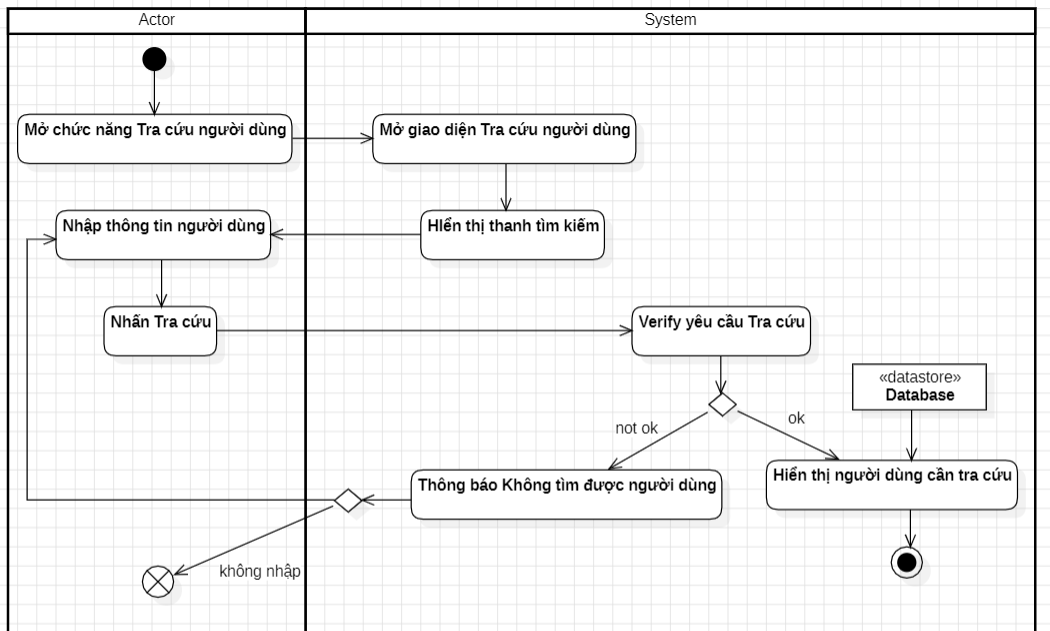 Actor
System
Mở chức năng Tra cứu người dùng
Mở giao diện Tra cứu người dùng
Nhập thông tin người dùng
HIển thị thanh tìm kiếm
Nhấn Tra cứu
Verify yêu cầu Tra cứu
«datastore»
Database
not ok
ok
Thông báo Không tìm được người dùng
Hiển thị người dùng cần tra cứu
không nhập